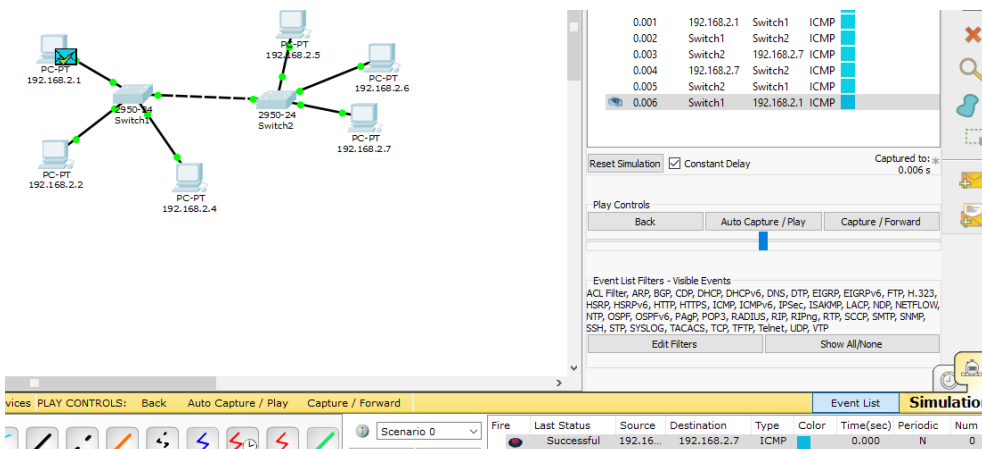 PC-PT
192.168.2.1
PC-PT
192.168.2.5
PC-PT
192.168.2.6
2950-24
Switch1
2950-24
Switch2
PC-PT
192.168.2.7
PC-PT
192.168.2.2
PC-PT
192.168.2.4
0.001 192.168.2.1 Switch1 ICMP
0.002 Switch1 Switch2 ICMP
0.003 Switch2 192.168.2.7 ICMP
0.004 192.168.2.7 Switch2 ICMP
0.005 Switch2 Switch1 ICMP
0.006 Switch1 192.168.2.1 ICMP
Reset Simulation Constant Delay Captured to: *
0.006 s
Play Controls
Back Auto Capture / Play Capture / Forward
Event List Filters - Visible Events
ACL Filter, ARP, BGP, CDP, DHCP, DHCPv6, DNS, DTP, EIGRP, EIGRPv6, FTP, H.323,
HSRP, HSRPv6, HTTP, HTTPS, ICMP, ICMPv6, IPSec, ISAKMP, LACP, NDP, NETFLOW,
NTP, OSPF, OSPFv6, PAgP, POP3, RADIUS, RIP, RIPng, RTP, SCCP, SMTP, SNMP,
SSH, STP, SYSLOG, TACACS, TCP, TFTP, Telnet, UDP, VTP
Edit Filters Show All/None
vices PLAY CONTROLS: Back Auto Capture / Play Capture / Forward Event List Simulation
Scenario 0
Fire Last Status Source Destination Type Color Time(sec) Periodic Num
Successful 192.16... 192.168.2.7 ICMP 0.000 N 0